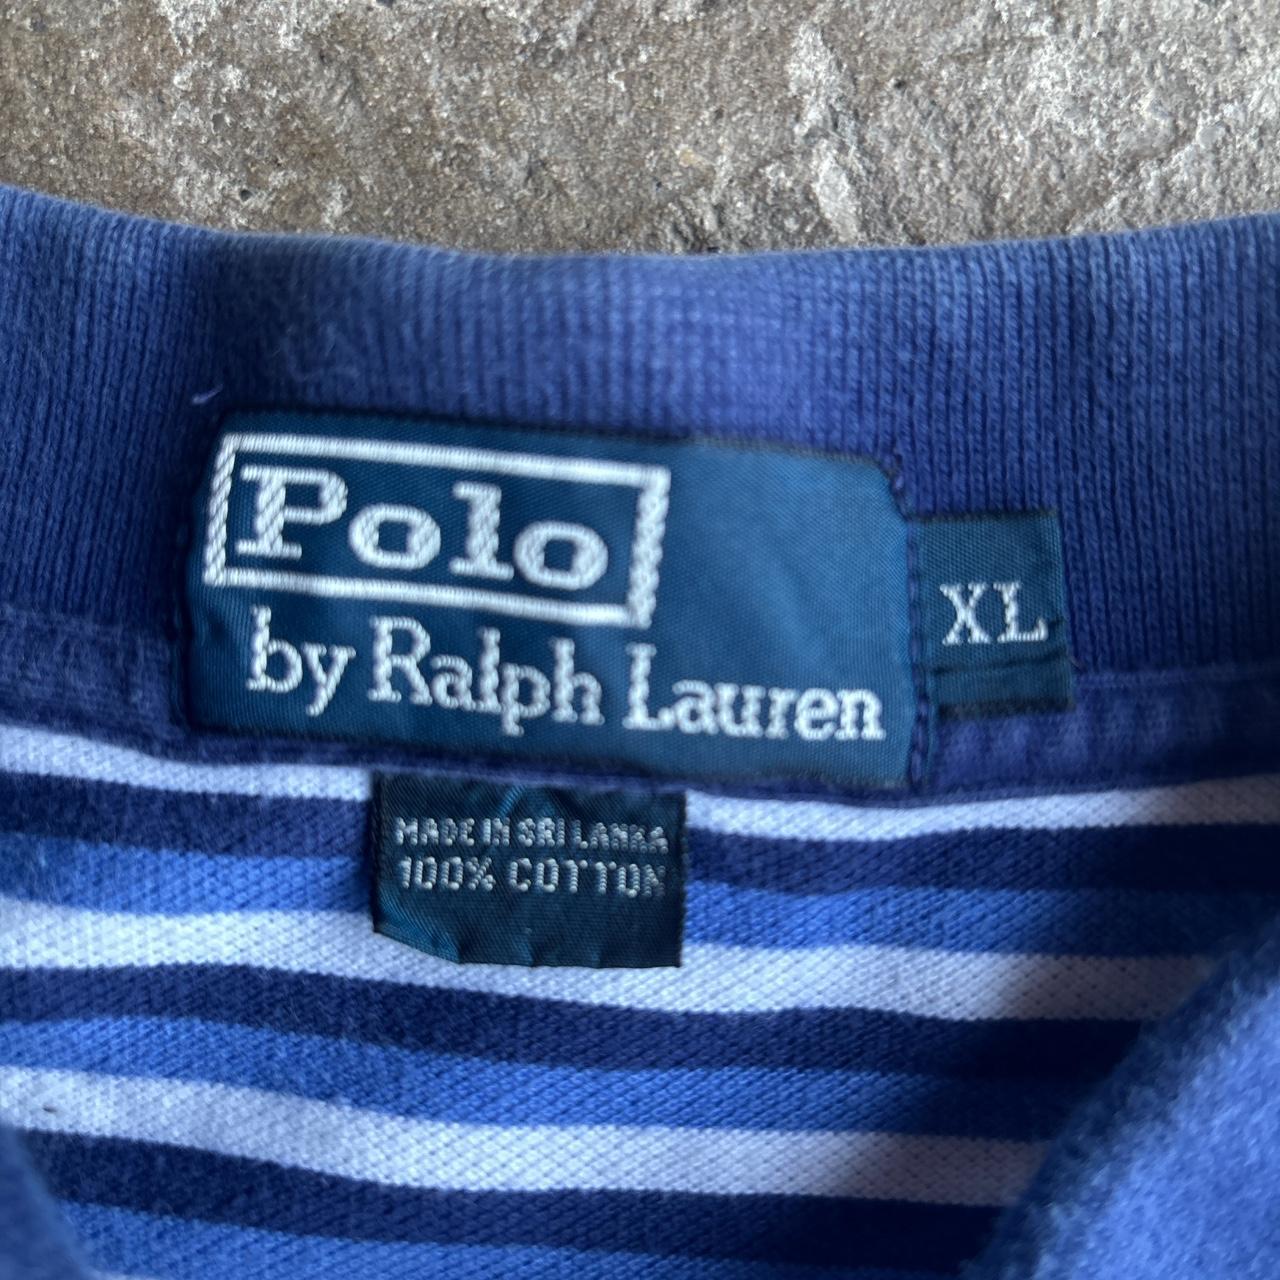 Polo
by Ralph Lauren
XL
MADE IN SRI LANKA
100% COTTON